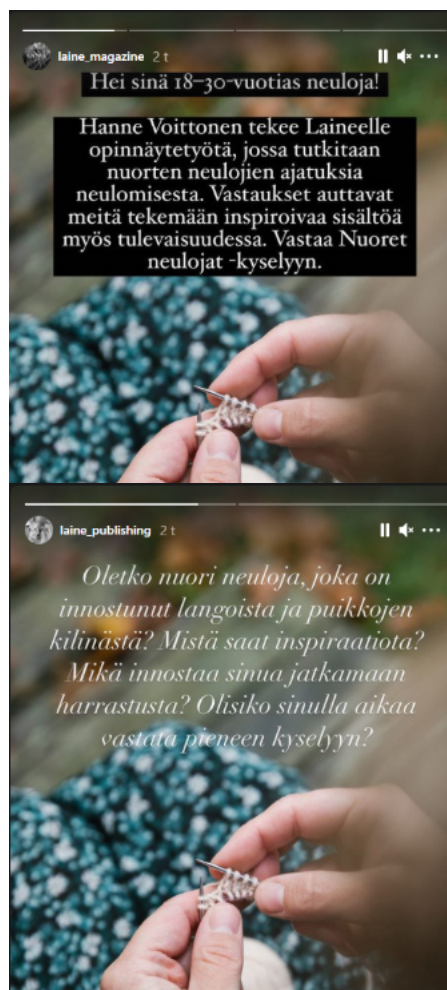 laine_magazine 2 t
Hei sinä 18–30-vuotias neuloja!
Hanne Voittonen tekee Laineelle
opinnäytetyötä, jossa tutkitaan
nuorten neulojien ajatuksia
neulomisesta. Vastaukset auttavat
meitä tekemään inspiroivaa sisältöä
myös tulevaisuudessa. Vastaa Nuoret
neulojat -kyselyyn.
laine_publishing 2 t
Oletko nuori neuloja, joka on
innostunut langoista ja puikkojen
kilinästä? Mistä saat inspiraatiota?
Mikä innostaa sinua jatkamaan
harrastusta? Olisiko sinulla aikaa
vastata pieneen kyselyyn?